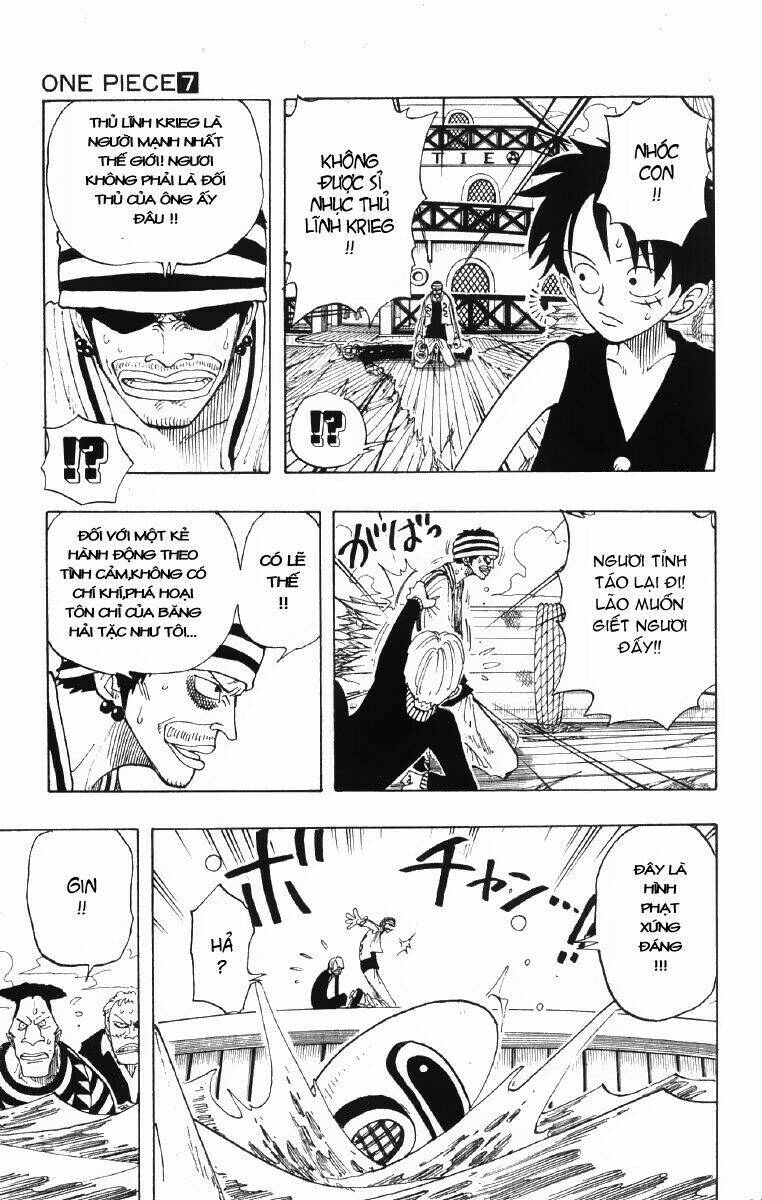 ONE PIECE 7
NHÓC
CON
!!
KHÔNG
ĐƯỢC SỈ
NHỤC THỦ
LĨNH KRIEG
!!
TIE
!?
THỦ LĨNH KRIEG LÀ
NGƯỜI MẠNH NHẤT
THẾ GIỚI! NGƯƠI
KHÔNG PHẢI LÀ ĐỐI
THỦ CỦA ÔNG ẤY
ĐÂU !!
!?
NGƯƠI TỈNH
TÁO LẠI ĐI!
LÃO MUỐN
GIẾT NGƯƠI
ĐẤY!!
がばっ
CÓ LẼ
THẾ
!!
ĐỐI VỚI MỘT KẺ
HÀNH ĐỘNG THEO
TÌNH CẢM,KHÔNG CÓ
CHÍ KHÍ,PHÁ HOẠI
TÔN CHỈ CỦA BĂNG
HẢI TẶC NHƯ TÔI...
ĐÂY LÀ
HÌNH
PHẠT
XỨNG
ĐÁNG
!!!
ボチャン...
HẢ
?
GIN
!!